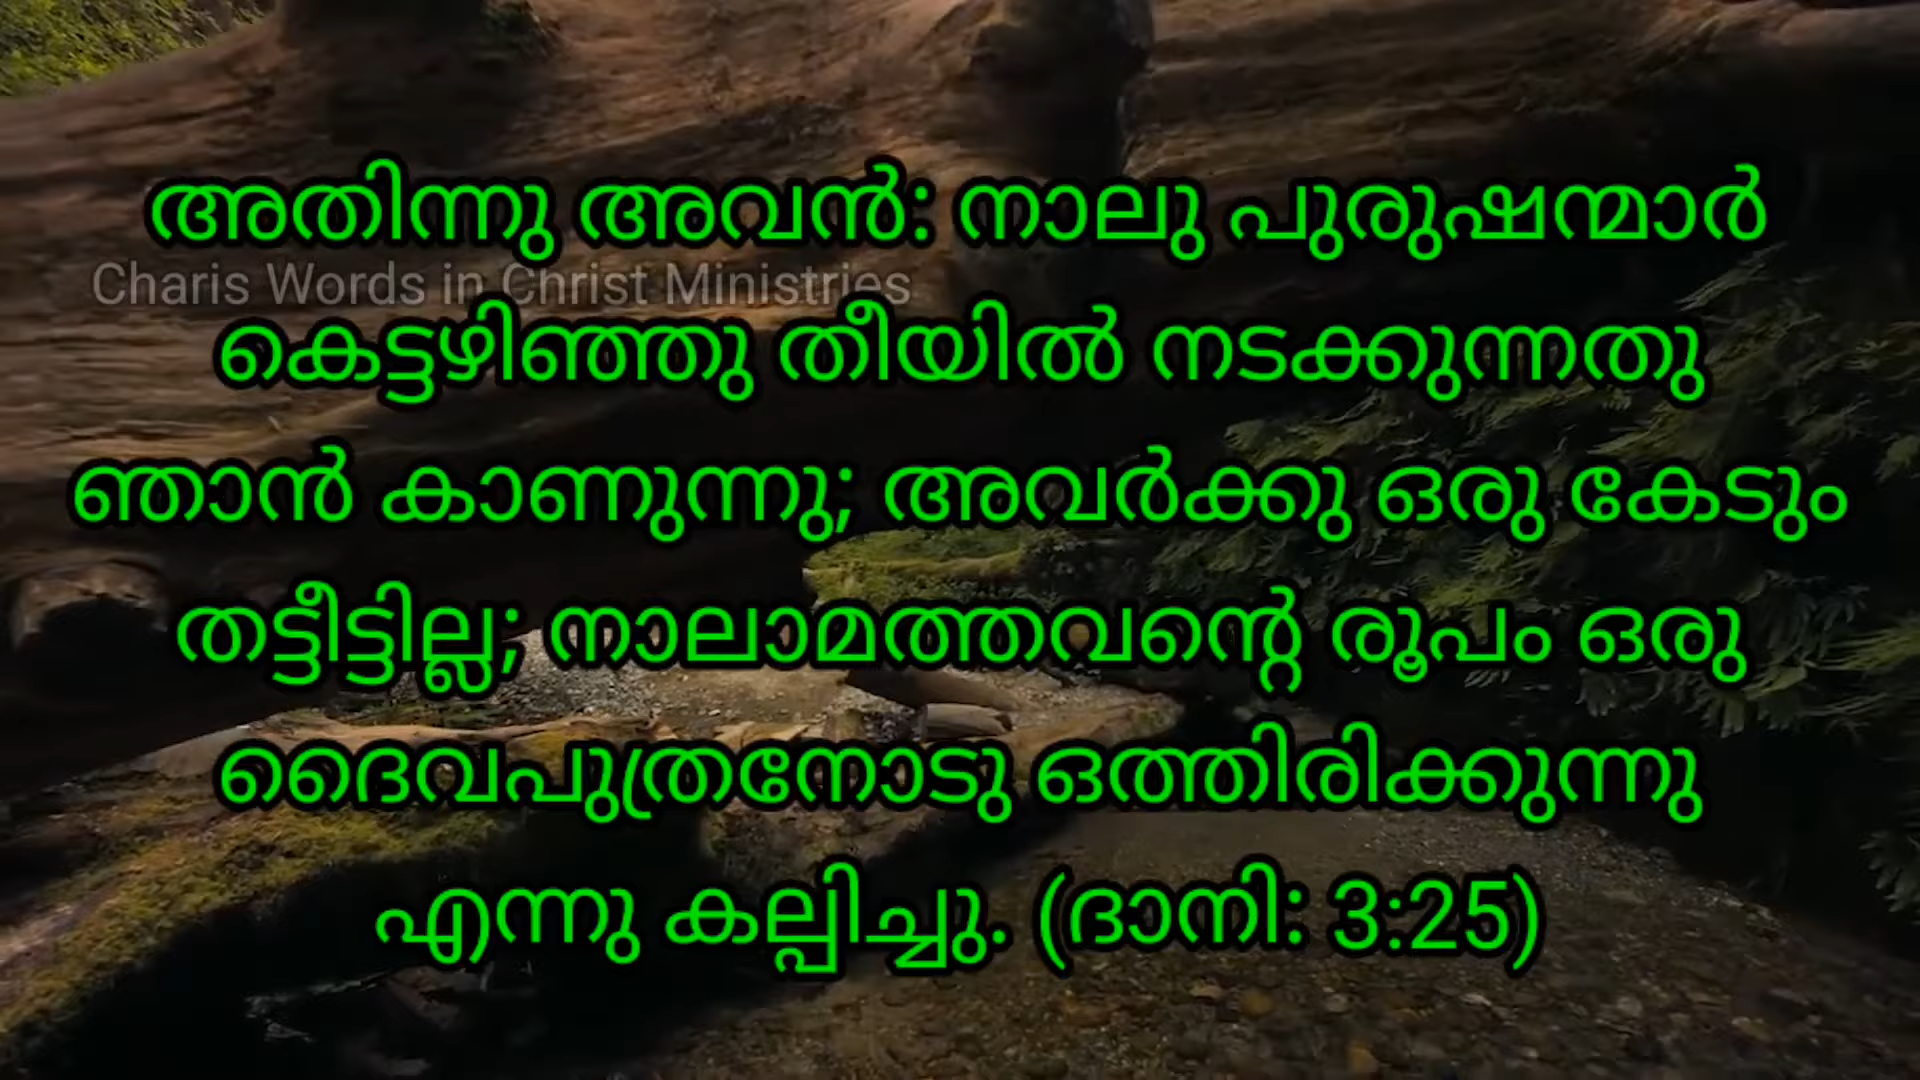 അതിന്നു അവൻ: നാലു പുരുഷന്മാർ
Charis Words in Christ Ministries
കെട്ടഴിഞ്ഞു തീയിൽ നടക്കുന്നതു
ഞാൻ കാണുന്നു; അവർക്കു ഒരു കേടും
തട്ടീട്ടില്ല; നാലാമത്തവന്റെ രൂപം ഒരു
ദൈവപുത്രനോടു ഒത്തിരിക്കുന്നു
എന്നു കല്പിച്ചു. (ദാനി: 3:25)